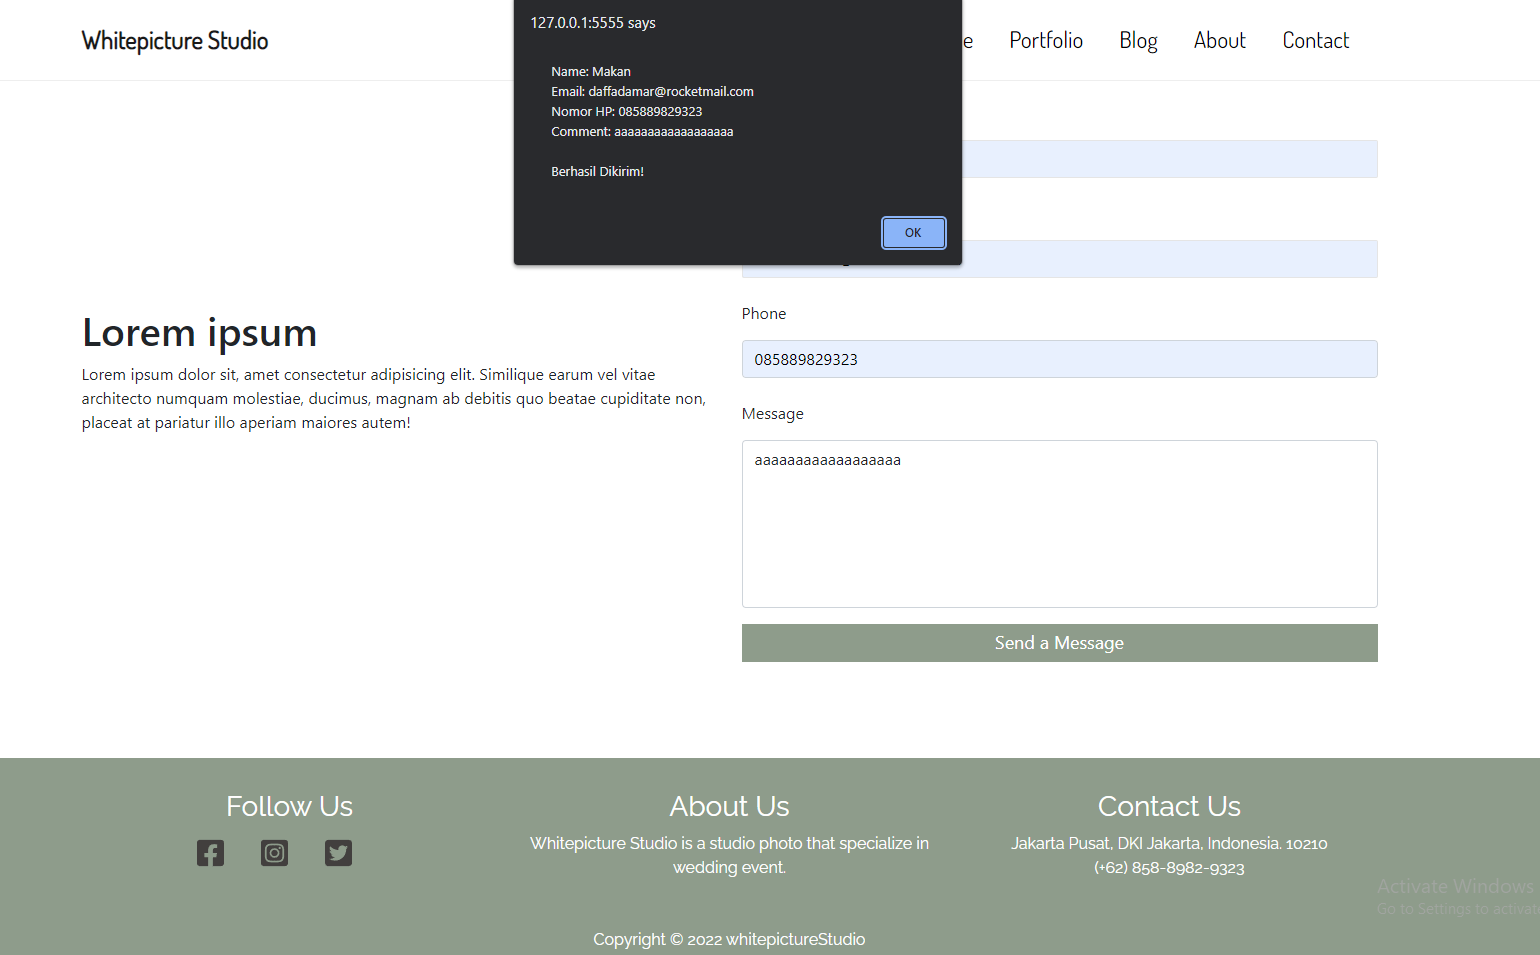 Whitepicture Studio
Portfolio
Blog
About
Contact
127.0.0.1:5555 says
Name: Makan
Email: daffadamar@rocketmail.com
Nomor HP: 085889829323
Comment: aaaaaaaaaaaaaaaaaa
Berhasil Dikirim!
OK
Lorem ipsum
Lorem ipsum dolor sit, amet consectetur adipisicing elit. Similique earum vel vitae
architecto numquam molestiae, ducimus, magnam ab debitis quo beatae cupiditate non,
placeat at pariatur illo aperiam maiores autem!
Phone
085889829323
Message
aaaaaaaaaaaaaaaaaa
Send a Message
Follow Us
About Us
Whitepicture Studio is a studio photo that specialize in
wedding event.
Contact Us
Jakarta Pusat, DKI Jakarta, Indonesia. 10210
(+62) 858-8982-9323
Activate Windows
Go to Settings to activate
Copyright © 2022 whitepictureStudio